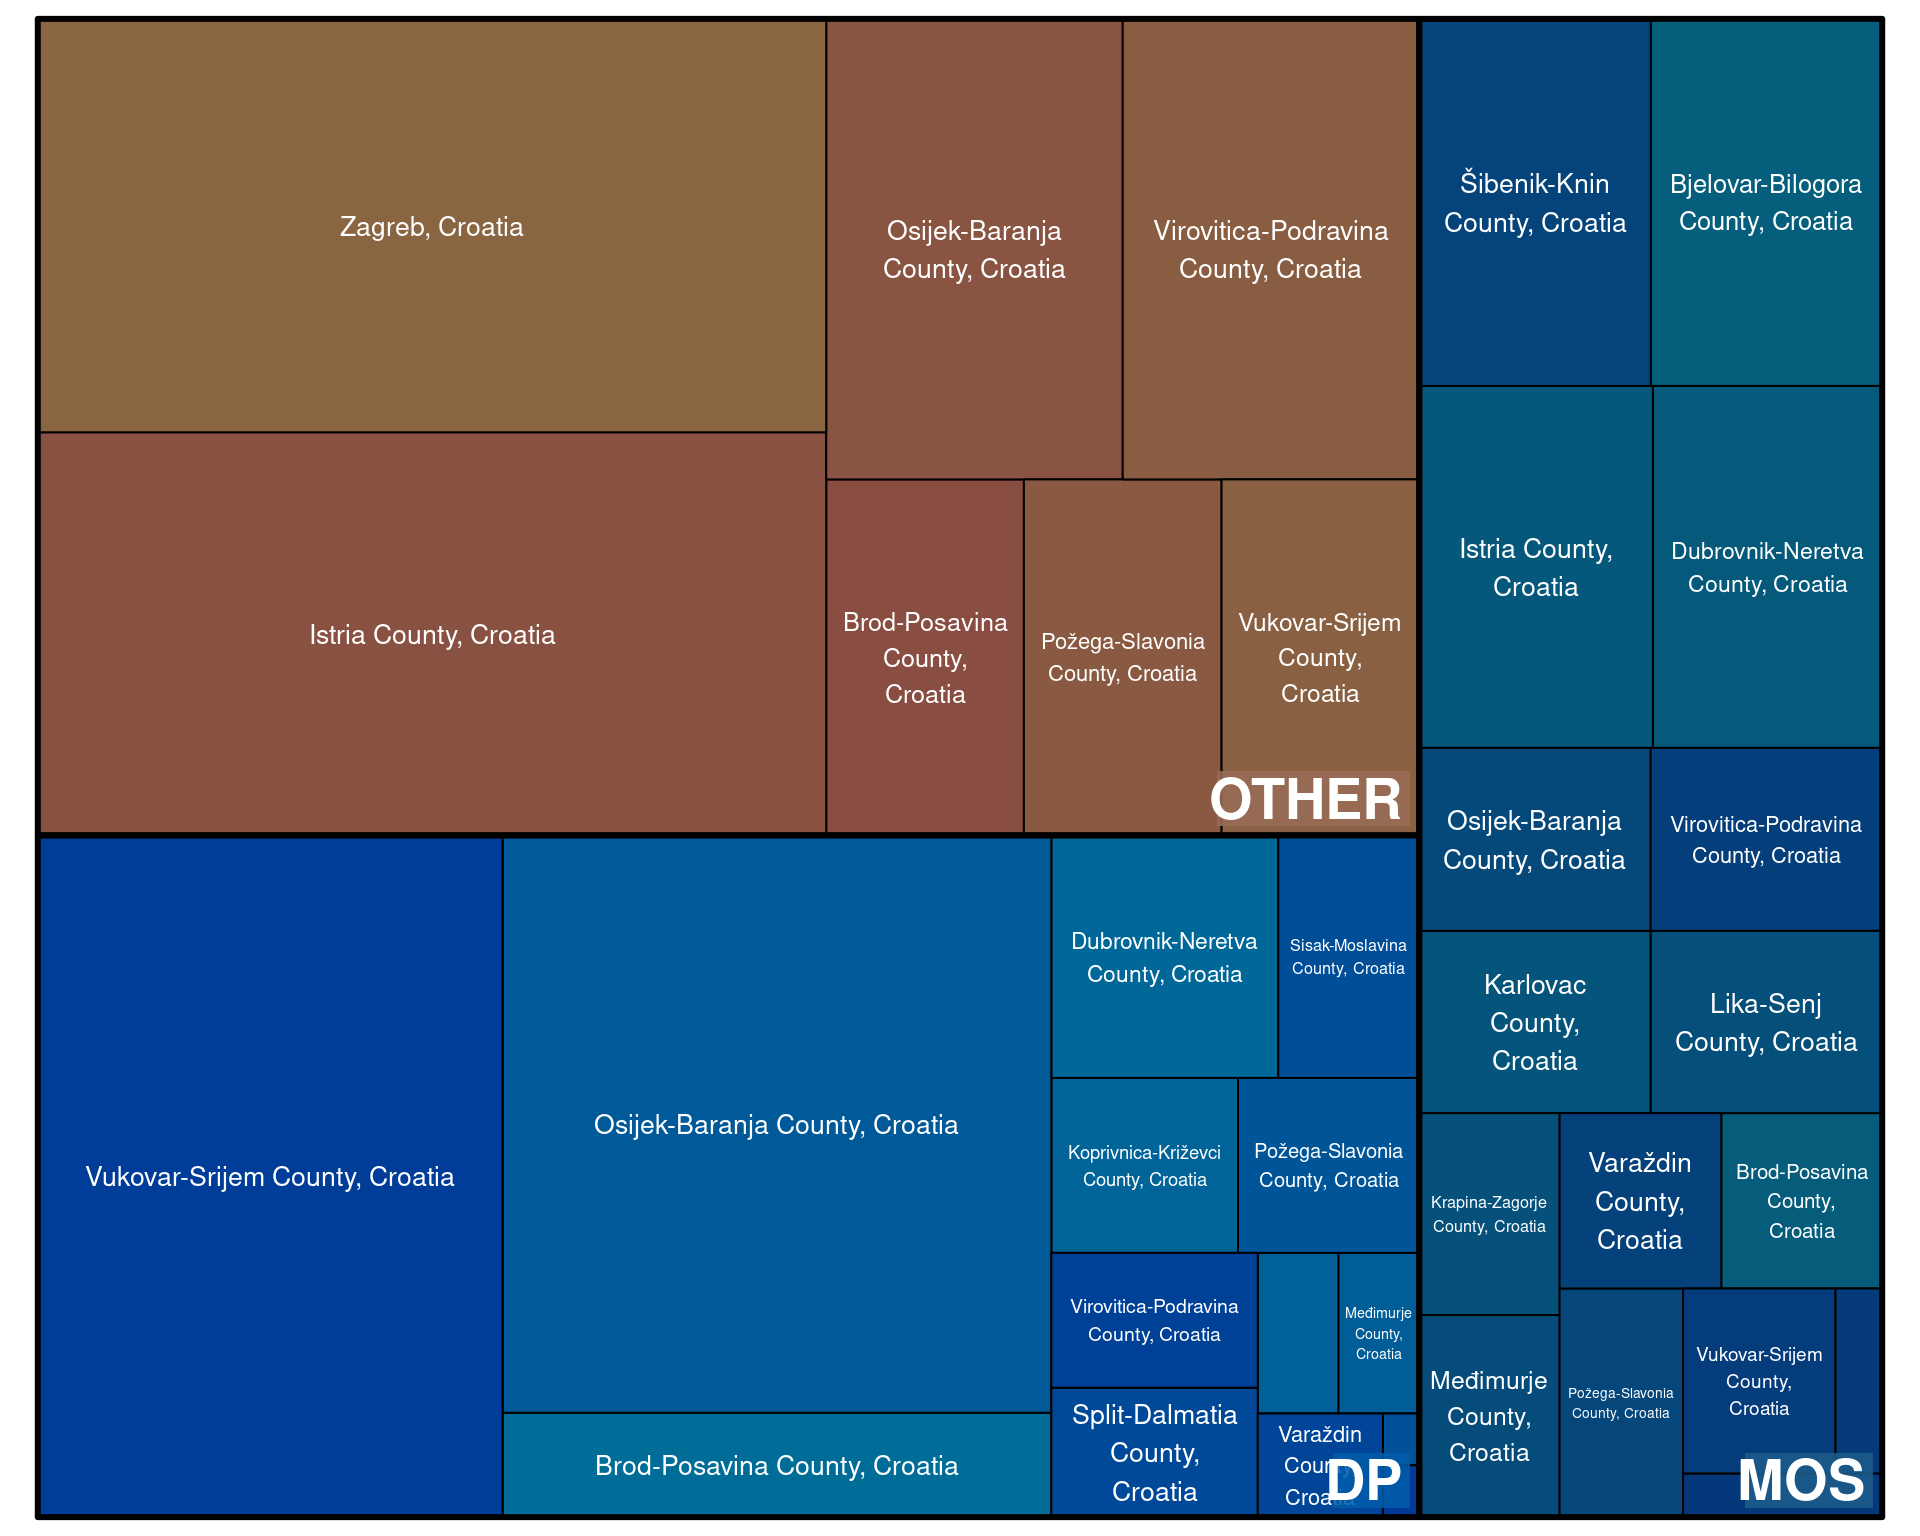 Zagreb, Croatia
Istria County, Croatia
Osijek-Baranja
County, Croatia
Virovitica-Podravina
County, Croatia
Brod-Posavina
County,
Croatia
Požega-Slavonia
County, Croatia
Vukovar-Srijem
County,
Croatia
OTHER
Vukovar-Srijem County, Croatia
Osijek-Baranja County, Croatia
Brod-Posavina County, Croatia
Dubrovnik-Neretva
County, Croatia
Sisak-Moslavina
County, Croatia
Koprivnica-Križevci
County, Croatia
Požega-Slavonia
County, Croatia
Virovitica-Podravina
County, Croatia
Međimurje
County,
Croatia
Split-Dalmatia
County,
Croatia
Varaždin
County,
Croatia
DP
Šibenik-Knin
County, Croatia
Bjelovar-Bilogora
County, Croatia
Istria County,
Croatia
Dubrovnik-Neretva
County, Croatia
Osijek-Baranja
County, Croatia
Virovitica-Podravina
County, Croatia
Karlovac
County,
Croatia
Lika-Senj
County, Croatia
Krapina-Zagorje
County, Croatia
Varaždin
County,
Croatia
Brod-Posavina
County,
Croatia
Međimurje
County,
Croatia
Požega-Slavonia
County, Croatia
Vukovar-Srijem
County,
Croatia
MOS